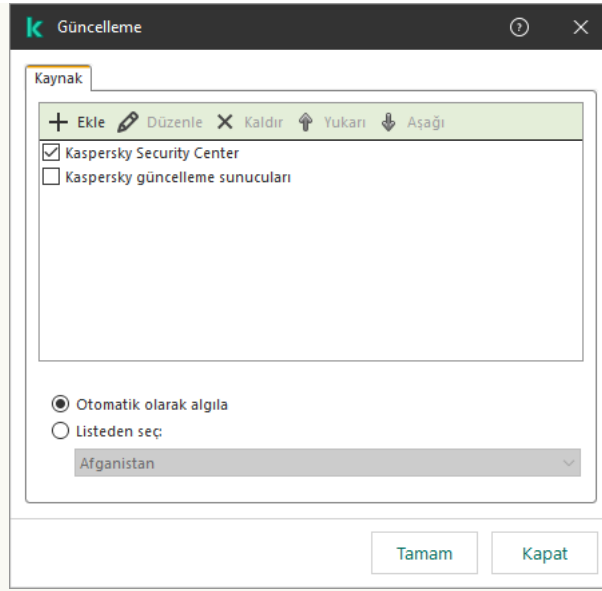 Güncelleme
Kaynak
Ekle Düzenle Kaldır Yukarı Aşağı
Kaspersky Security Center
Kaspersky güncelleme sunucuları
Otomatik olarak algıla
Listeden seç:
Afganistan
Tamam Kapat